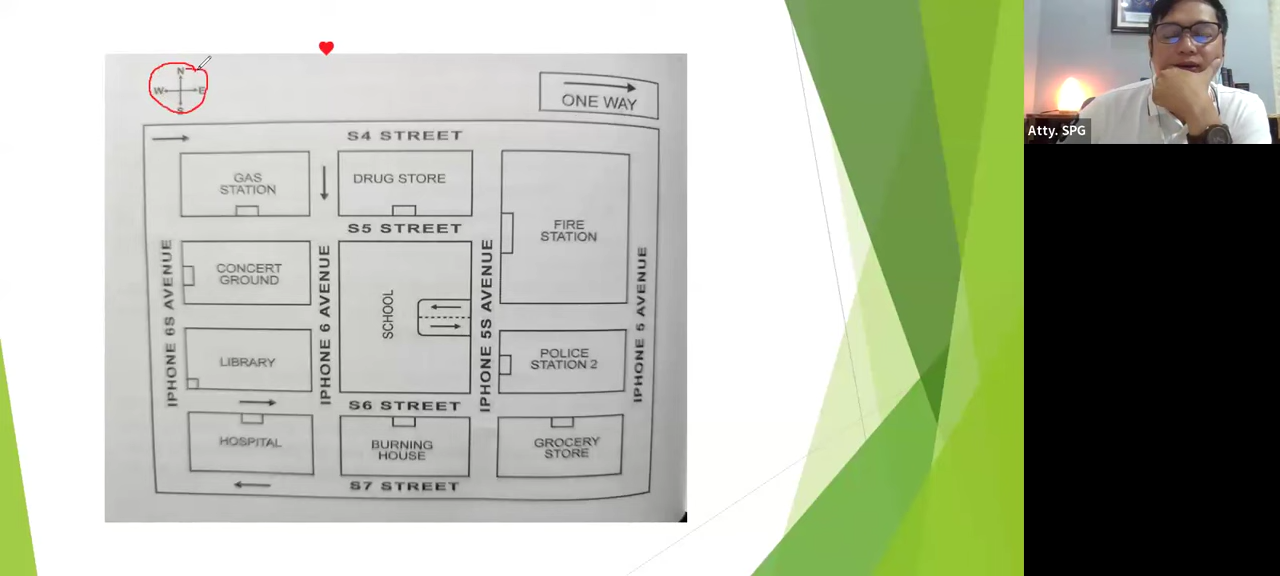 N
W E
S
ONE WAY
S4 STREET
GAS
STATION
DRUG STORE
FIRE
STATION
S5 STREET
CONCERT
GROUND
SCHOOL
LIBRARY
POLICE
STATION 2
IPHONE 6S AVENUE
IPHONE 6 AVENUE
IPHONE 5S AVENUE
IPHONE 5 AVENUE
S6 STREET
HOSPITAL
BURNING
HOUSE
GROCERY
STORE
S7 STREET
Atty. SPG